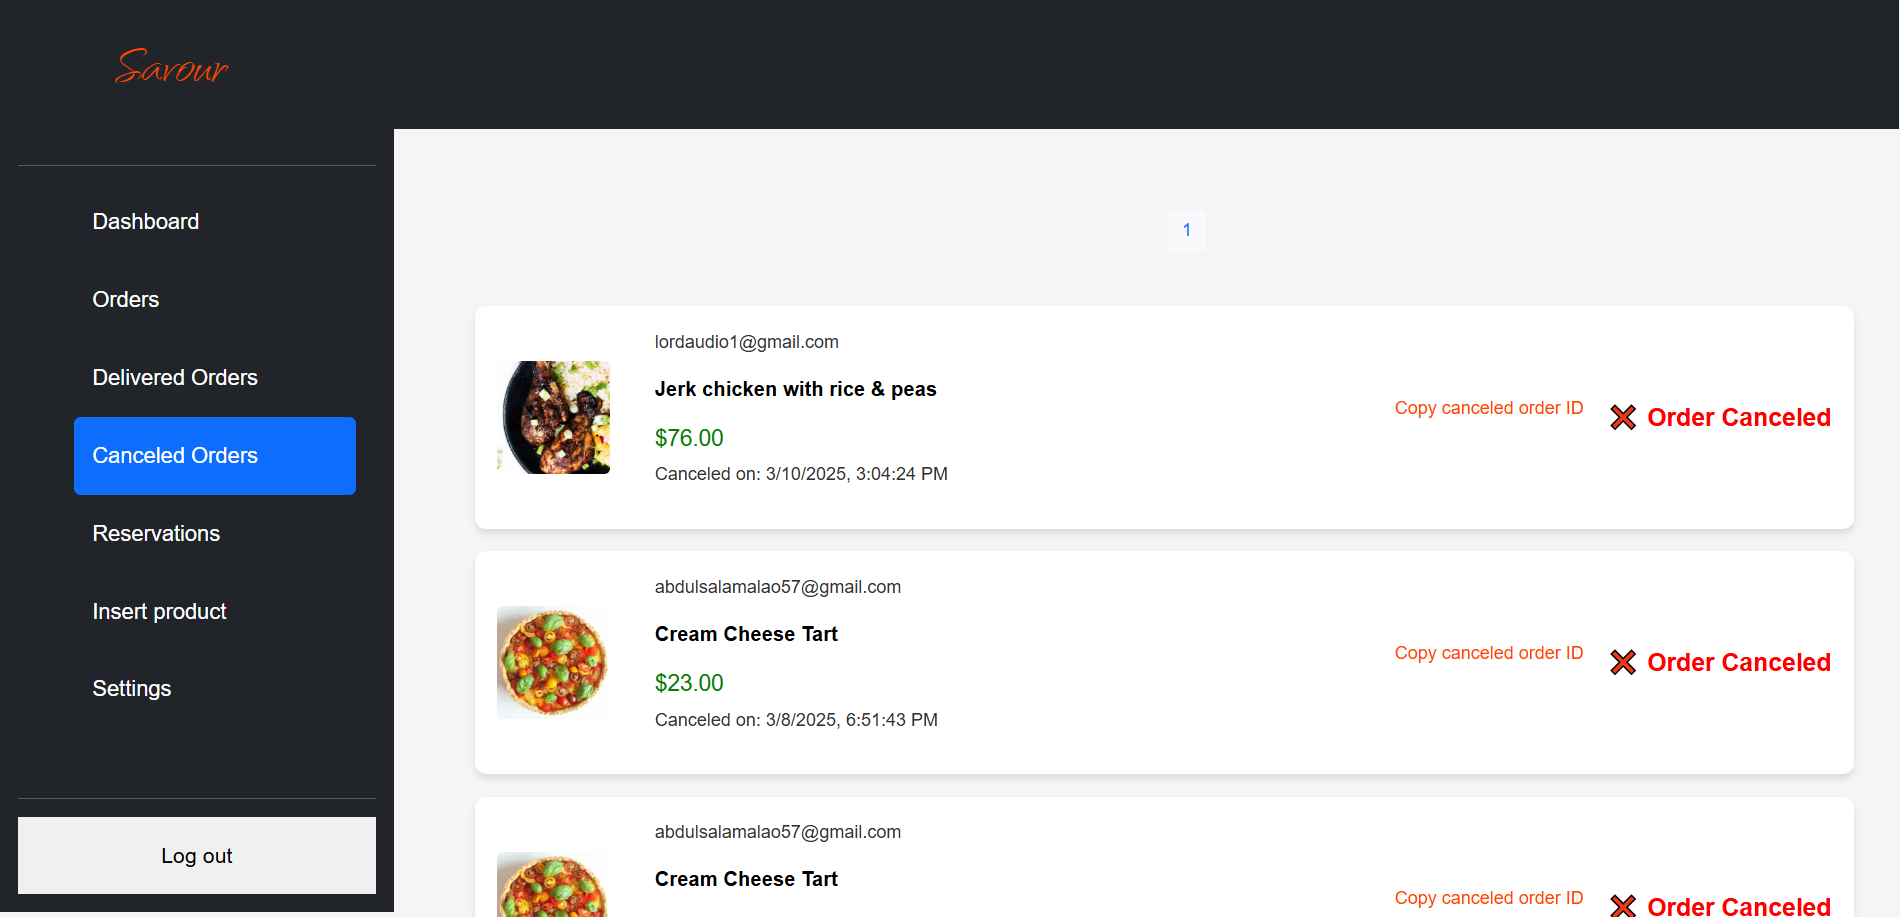 Savour
Dashboard
Orders
Delivered Orders
Canceled Orders
Reservations
Insert product
Settings
Log out
1
lordaudio1@gmail.com
Jerk chicken with rice & peas
$76.00
Canceled on: 3/10/2025, 3:04:24 PM
Copy canceled order ID
Order Canceled
abdulsalamalao57@gmail.com
Cream Cheese Tart
$23.00
Canceled on: 3/8/2025, 6:51:43 PM
Copy canceled order ID
Order Canceled
abdulsalamalao57@gmail.com
Cream Cheese Tart
Copy canceled order ID
Order Canceled